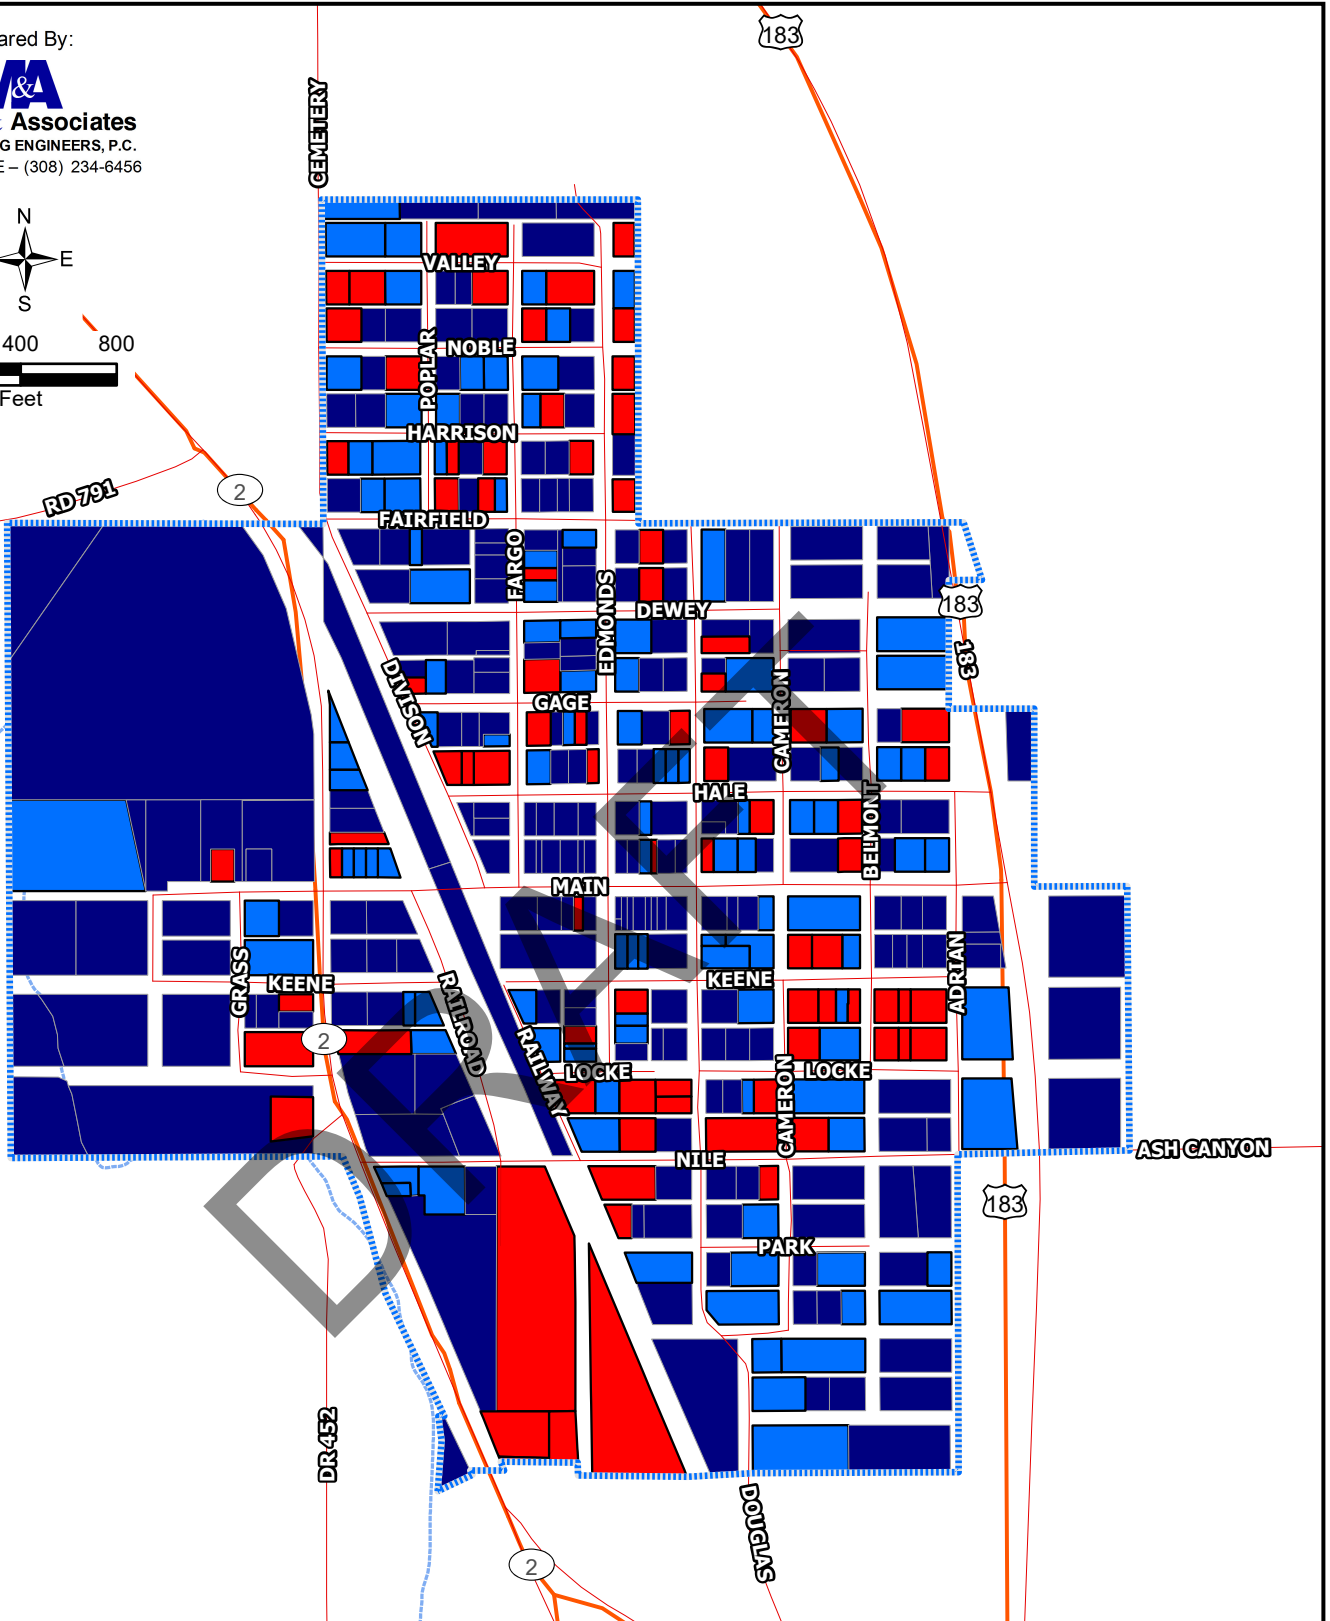 183
ared By:
&A
Associates
G ENGINEERS, P.C.
E – (308) 234-6456
CEMETERY
N
E
S
400 800
Feet
VALLEY
POPLAR
NOBLE
HARRISON
RD 791
2
FAIRFIELD
FARGO
EDMONDS
DEWEY
183
183
DIVISON
GAGE
CAMERON
HALE
BELMONT
MAIN
GRASS
KEENE
KEENE
ADRIAN
RAILROAD
2
RAILWAY
LOCKE
LOCKE
CAMERON
NILE
ASH CANYON
183
PARK
DRAFT
DR 452
DOUGLAS
2